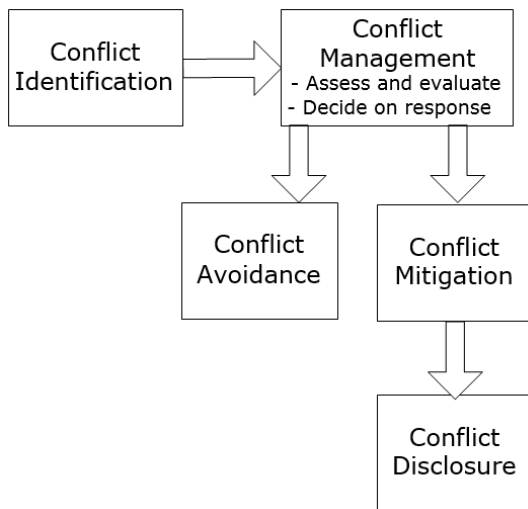 Conflict
Identification
Conflict
Management
- Assess and evaluate
- Decide on response
Conflict
Avoidance
Conflict
Mitigation
Conflict
Disclosure